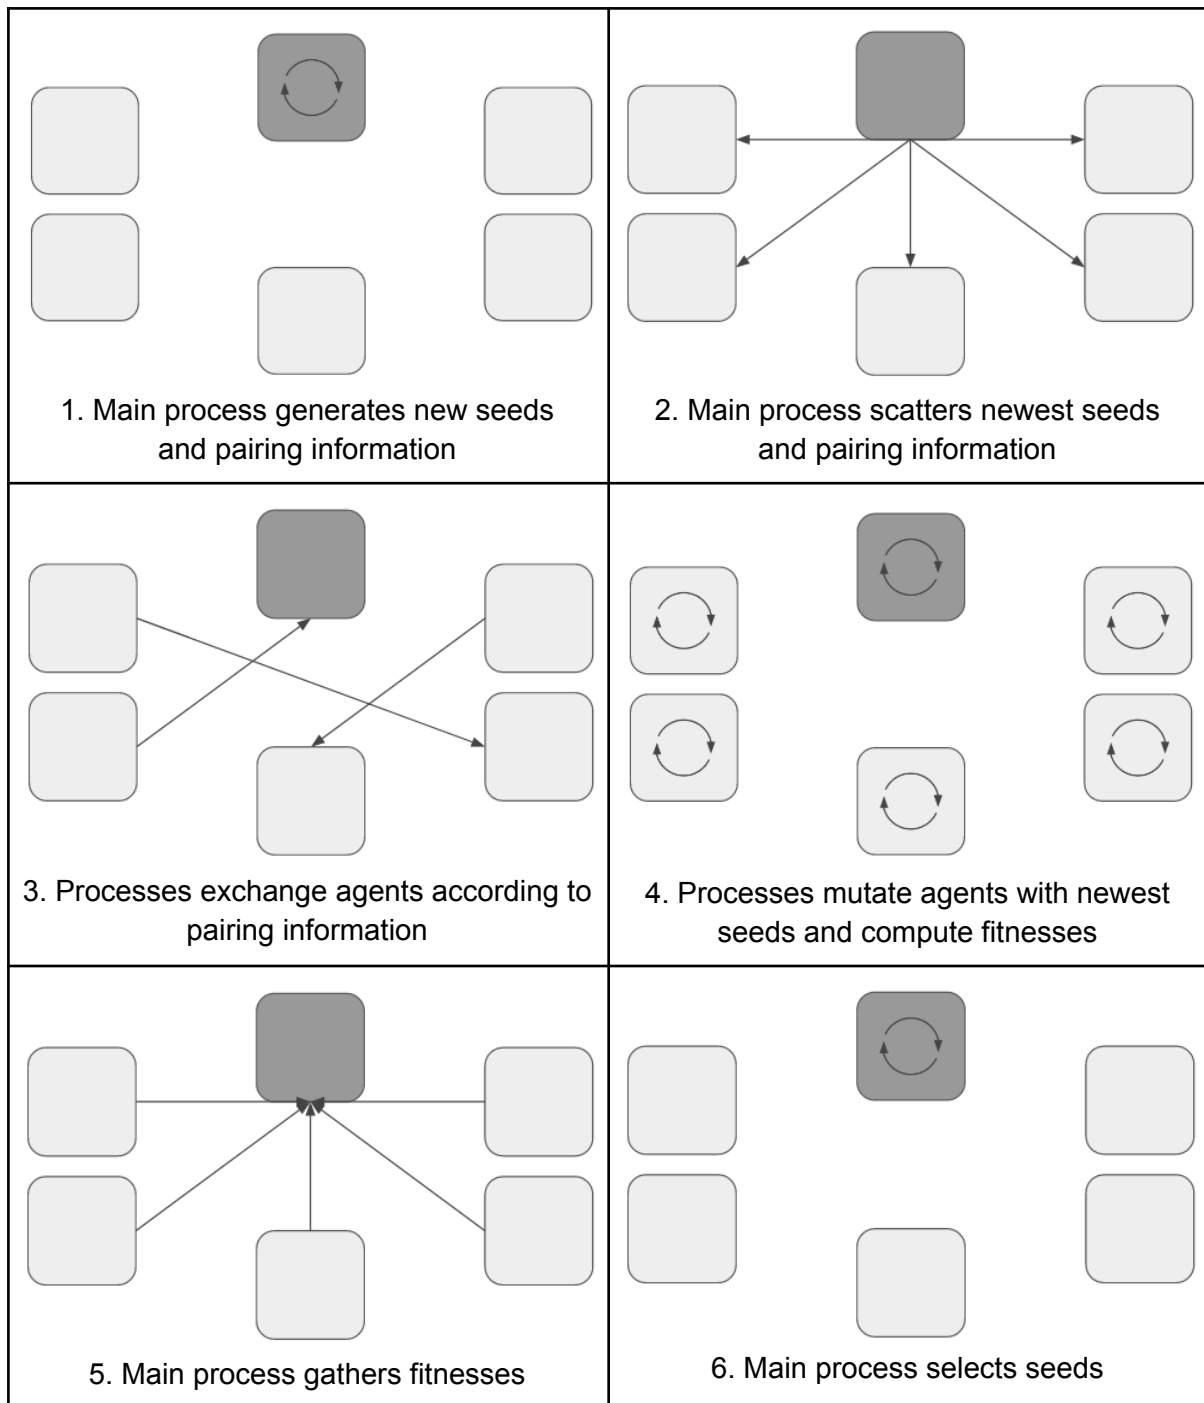 1. Main process generates new seeds
and pairing information
2. Main process scatters newest seeds
and pairing information
3. Processes exchange agents according to
pairing information
4. Processes mutate agents with newest
seeds and compute fitnesses
5. Main process gathers fitnesses
6. Main process selects seeds